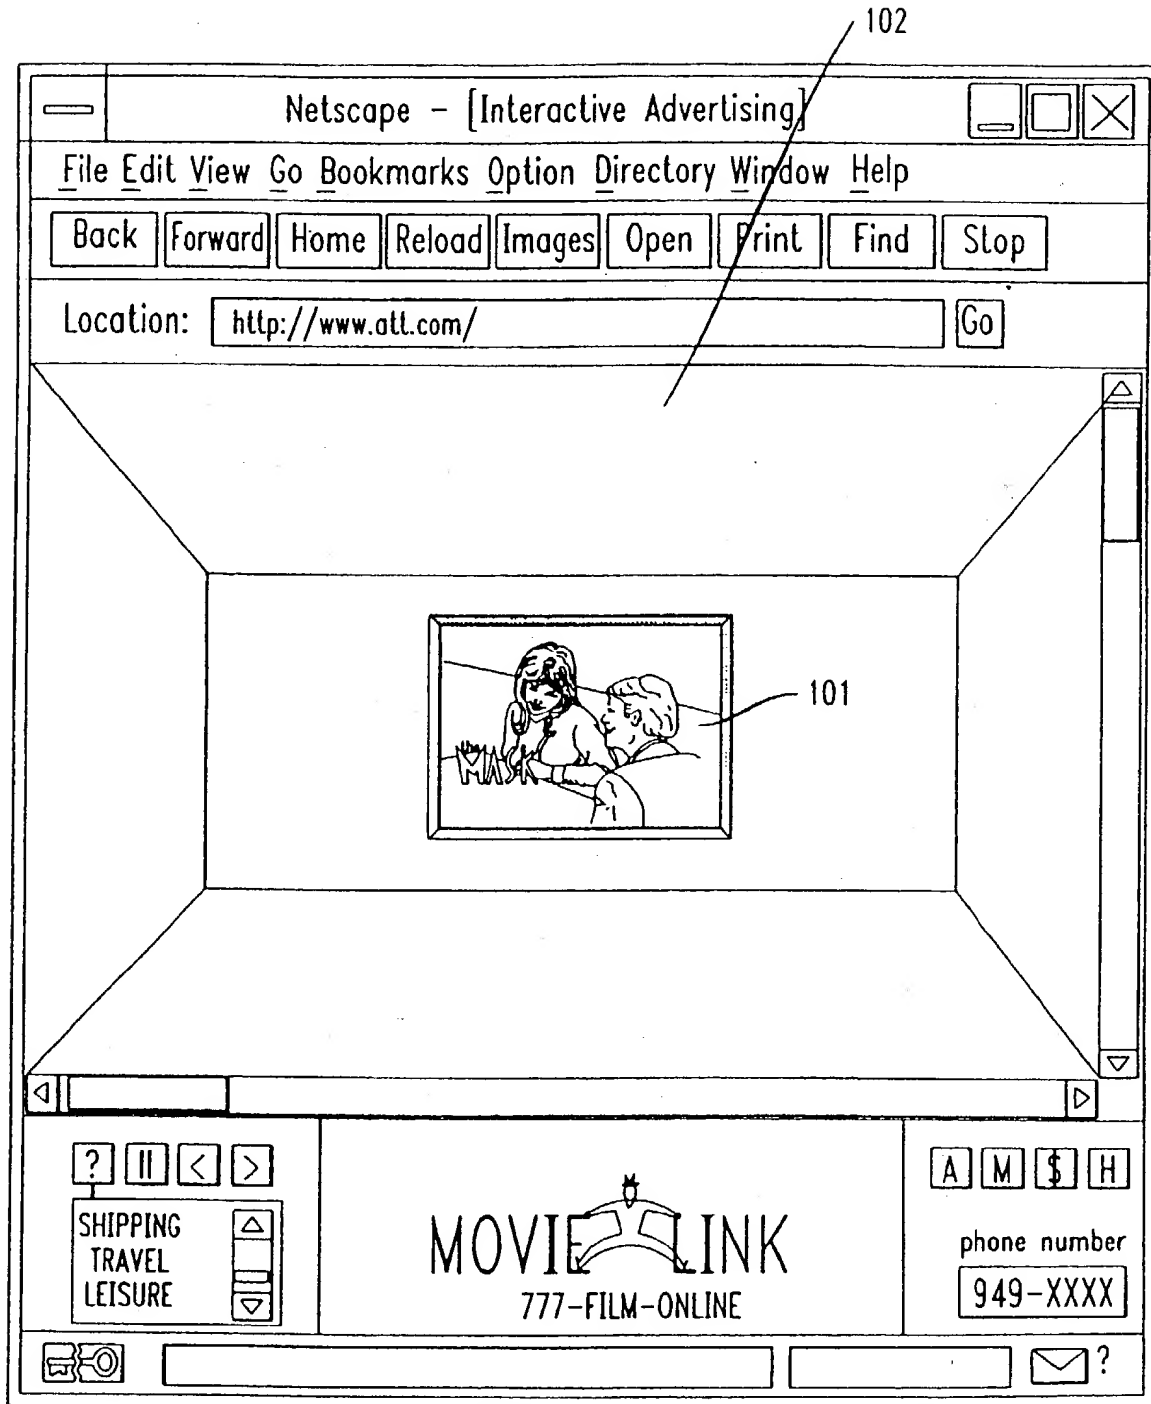 102
Netscape - [Interactive Advertising]
File Edit View Go Bookmarks Option Directory Window Help
Back Forward Home Reload Images Open Print Find Stop
Location: http://www.att.com/ Go
101
the
MASK
? || < > A M $ H
SHIPPING
TRAVEL
LEISURE
MOVIE LINK
777-FILM-ONLINE
phone number
949-XXXX
?